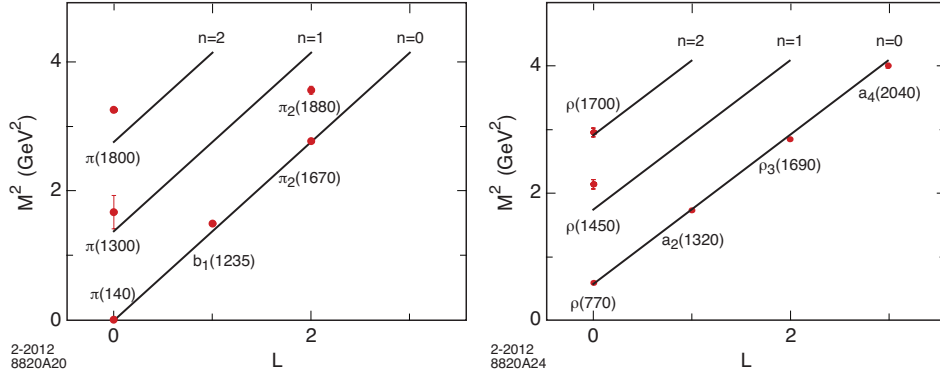 n=2 n=1 n=0
4
π₂(1880)
π(1800)
M² (GeV²)
2
π₂(1670)
π(1300)
b₁(1235)
π(140)
0
0 2
2-2012
8820A20
L
n=2 n=1 n=0
4
a₄(2040)
ρ(1700)
M² (GeV²)
ρ₃(1690)
2
a₂(1320)
ρ(1450)
ρ(770)
0
0 2
2-2012
8820A24
L